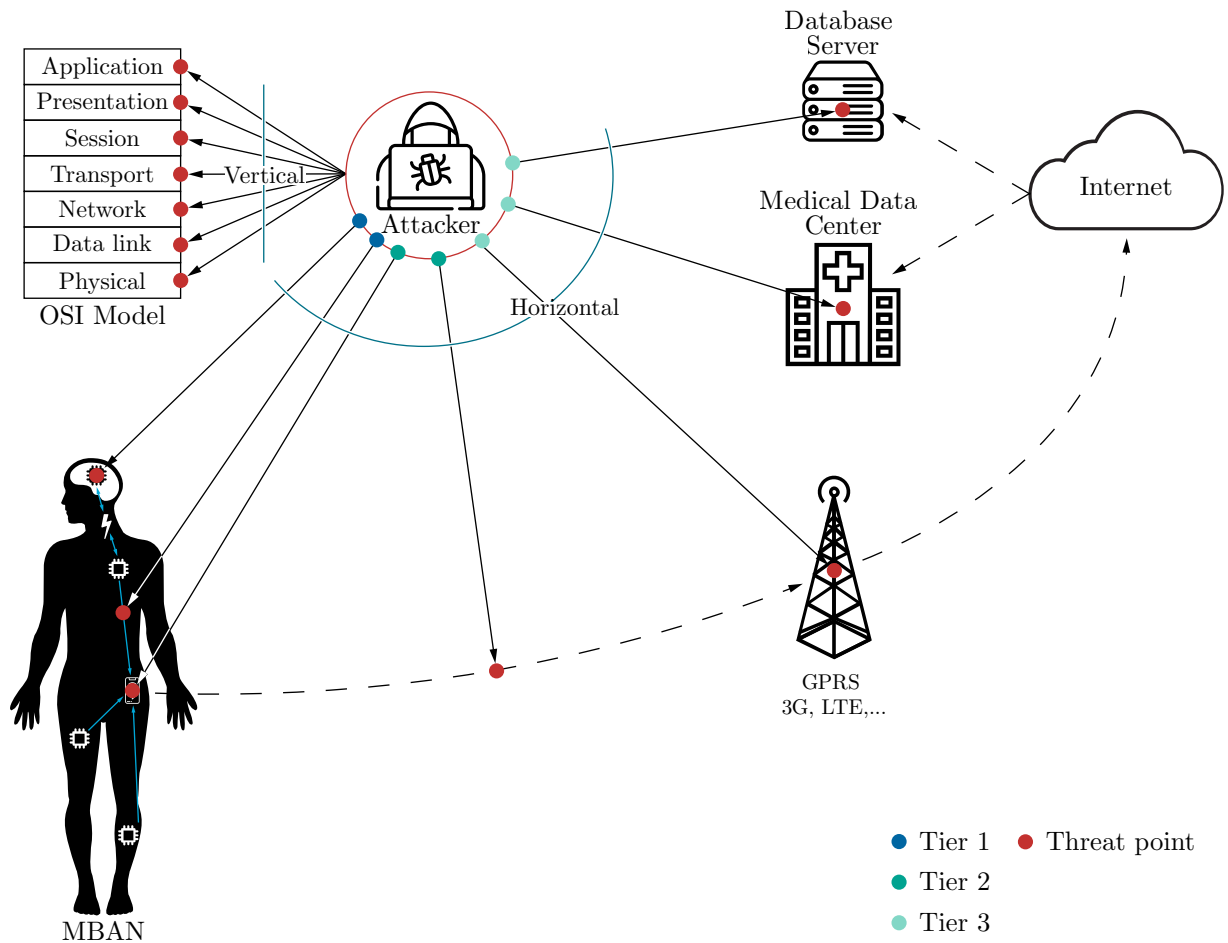 Application
Presentation
Session
Transport
Network
Data link
Physical
OSI Model
Vertical
Attacker
Horizontal
Database
Server
Medical Data
Center
Internet
GPRS
3G, LTE,...
MBAN
Tier 1
Threat point
Tier 2
Tier 3